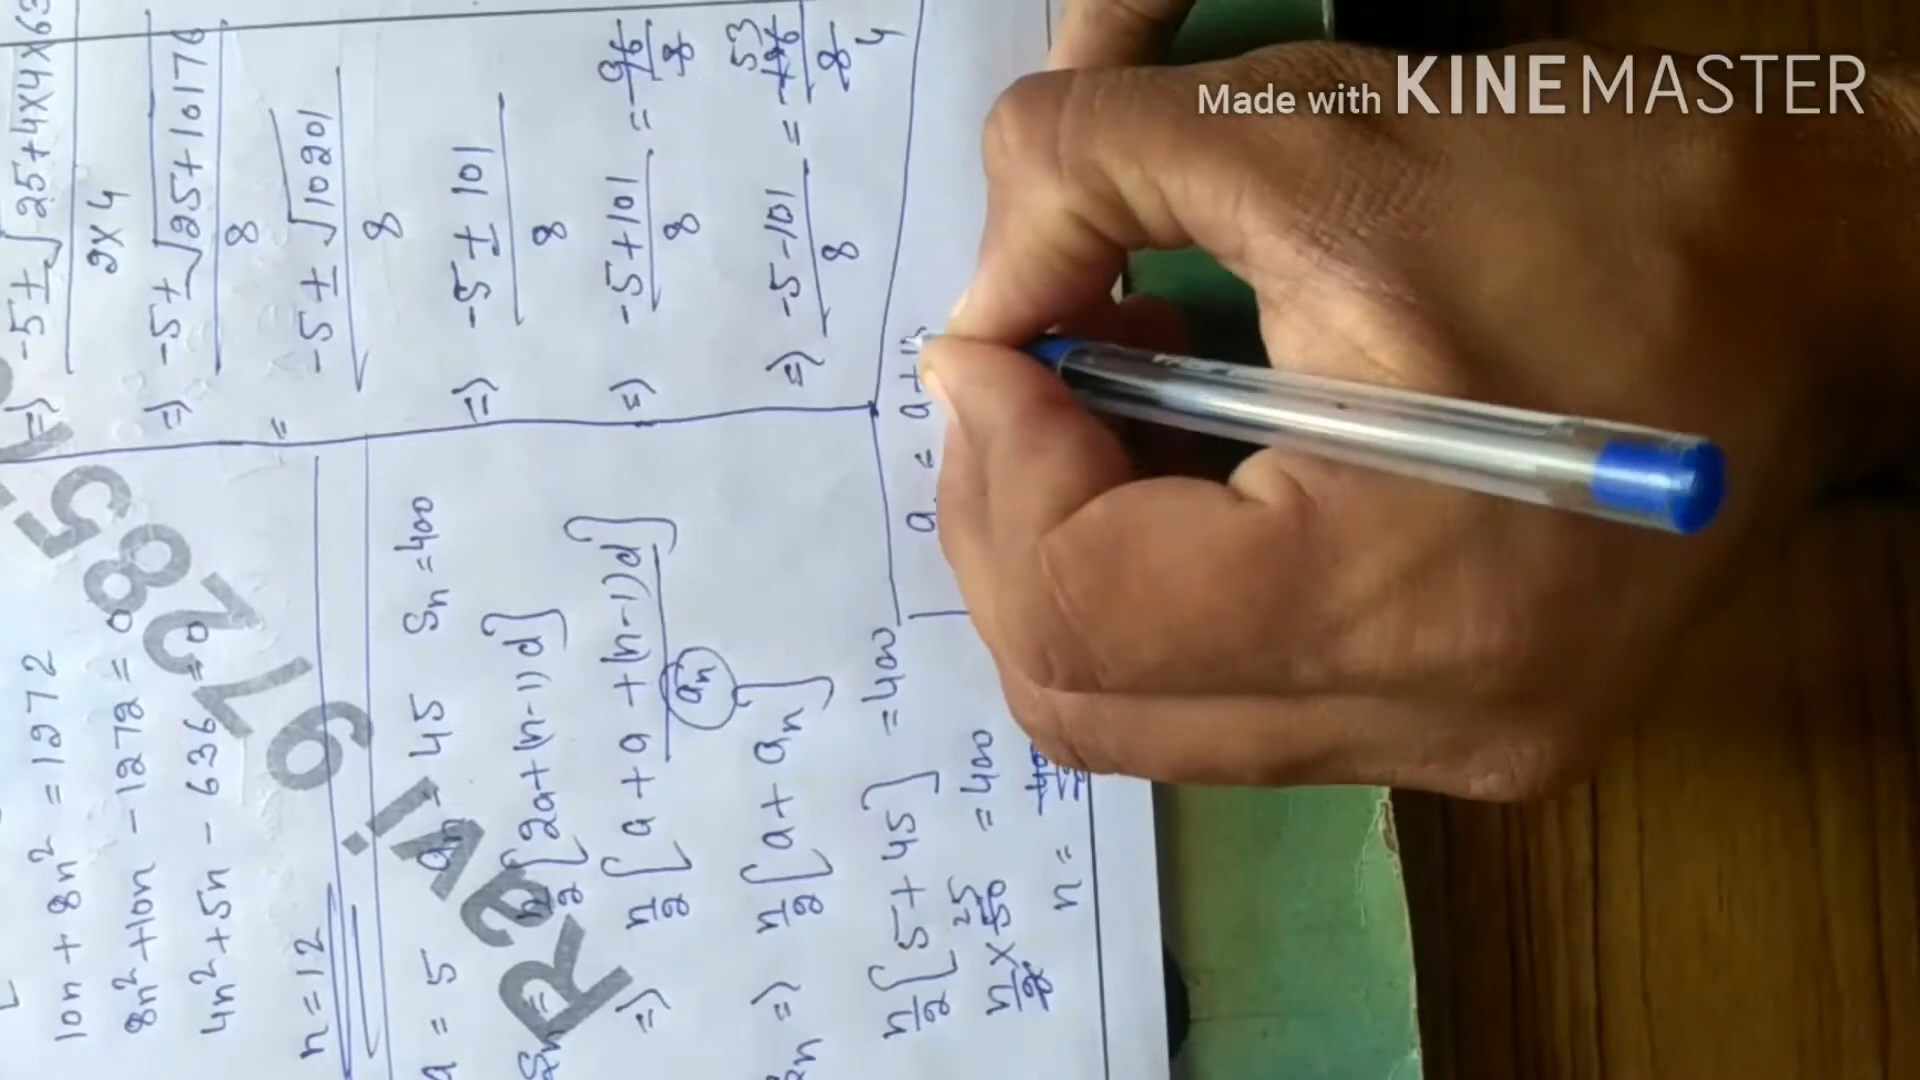 Made with KINEMASTER
⇒ -5±√25+4×4×63
2×4
⇒ -5±√25+10176
8
= -5±√10201
8
⇒ -5±101
8
⇒ -5+101 = 96
8 8
⇒ -5-101 =
8 8
53
4
10n + 8n² = 1272
8n² + 10n - 1272 = 0
4n² + 5n - 636 = 0
n = 12
a = 5 an = 45 Sn = 400
Sn = n/2 [2a+(n-1)d]
⇒ n/2 [a + a + (n-1)d]
an
Sn ⇒ n/2 [a + an]
n/2 [5+45] = 400
n/2 × 50 = 400
25
n =
Ravi 97285